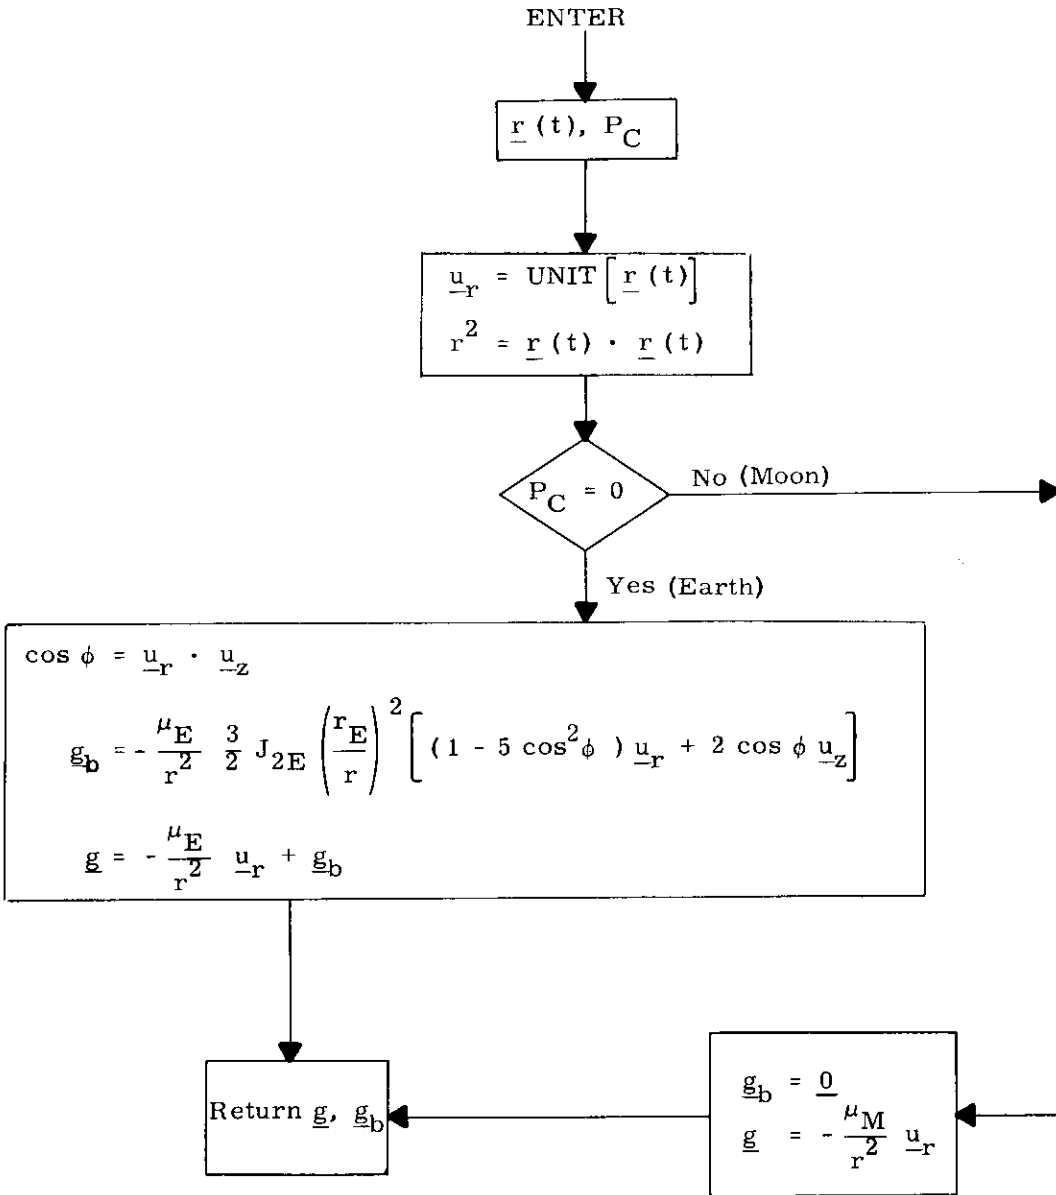 ENTER
r (t), P_C
u_r = UNIT [ r (t) ]
r^2 = r (t) · r (t)
P_C = 0
No (Moon)
Yes (Earth)
cos φ = u_r · u_z
g_b = - μ_E/r^2 3/2 J_2E (r_E/r)^2 [ (1 - 5 cos^2 φ ) u_r + 2 cos φ u_z ]
g = - μ_E/r^2 u_r + g_b
g_b = 0
g = - μ_M/r^2 u_r
Return g, g_b